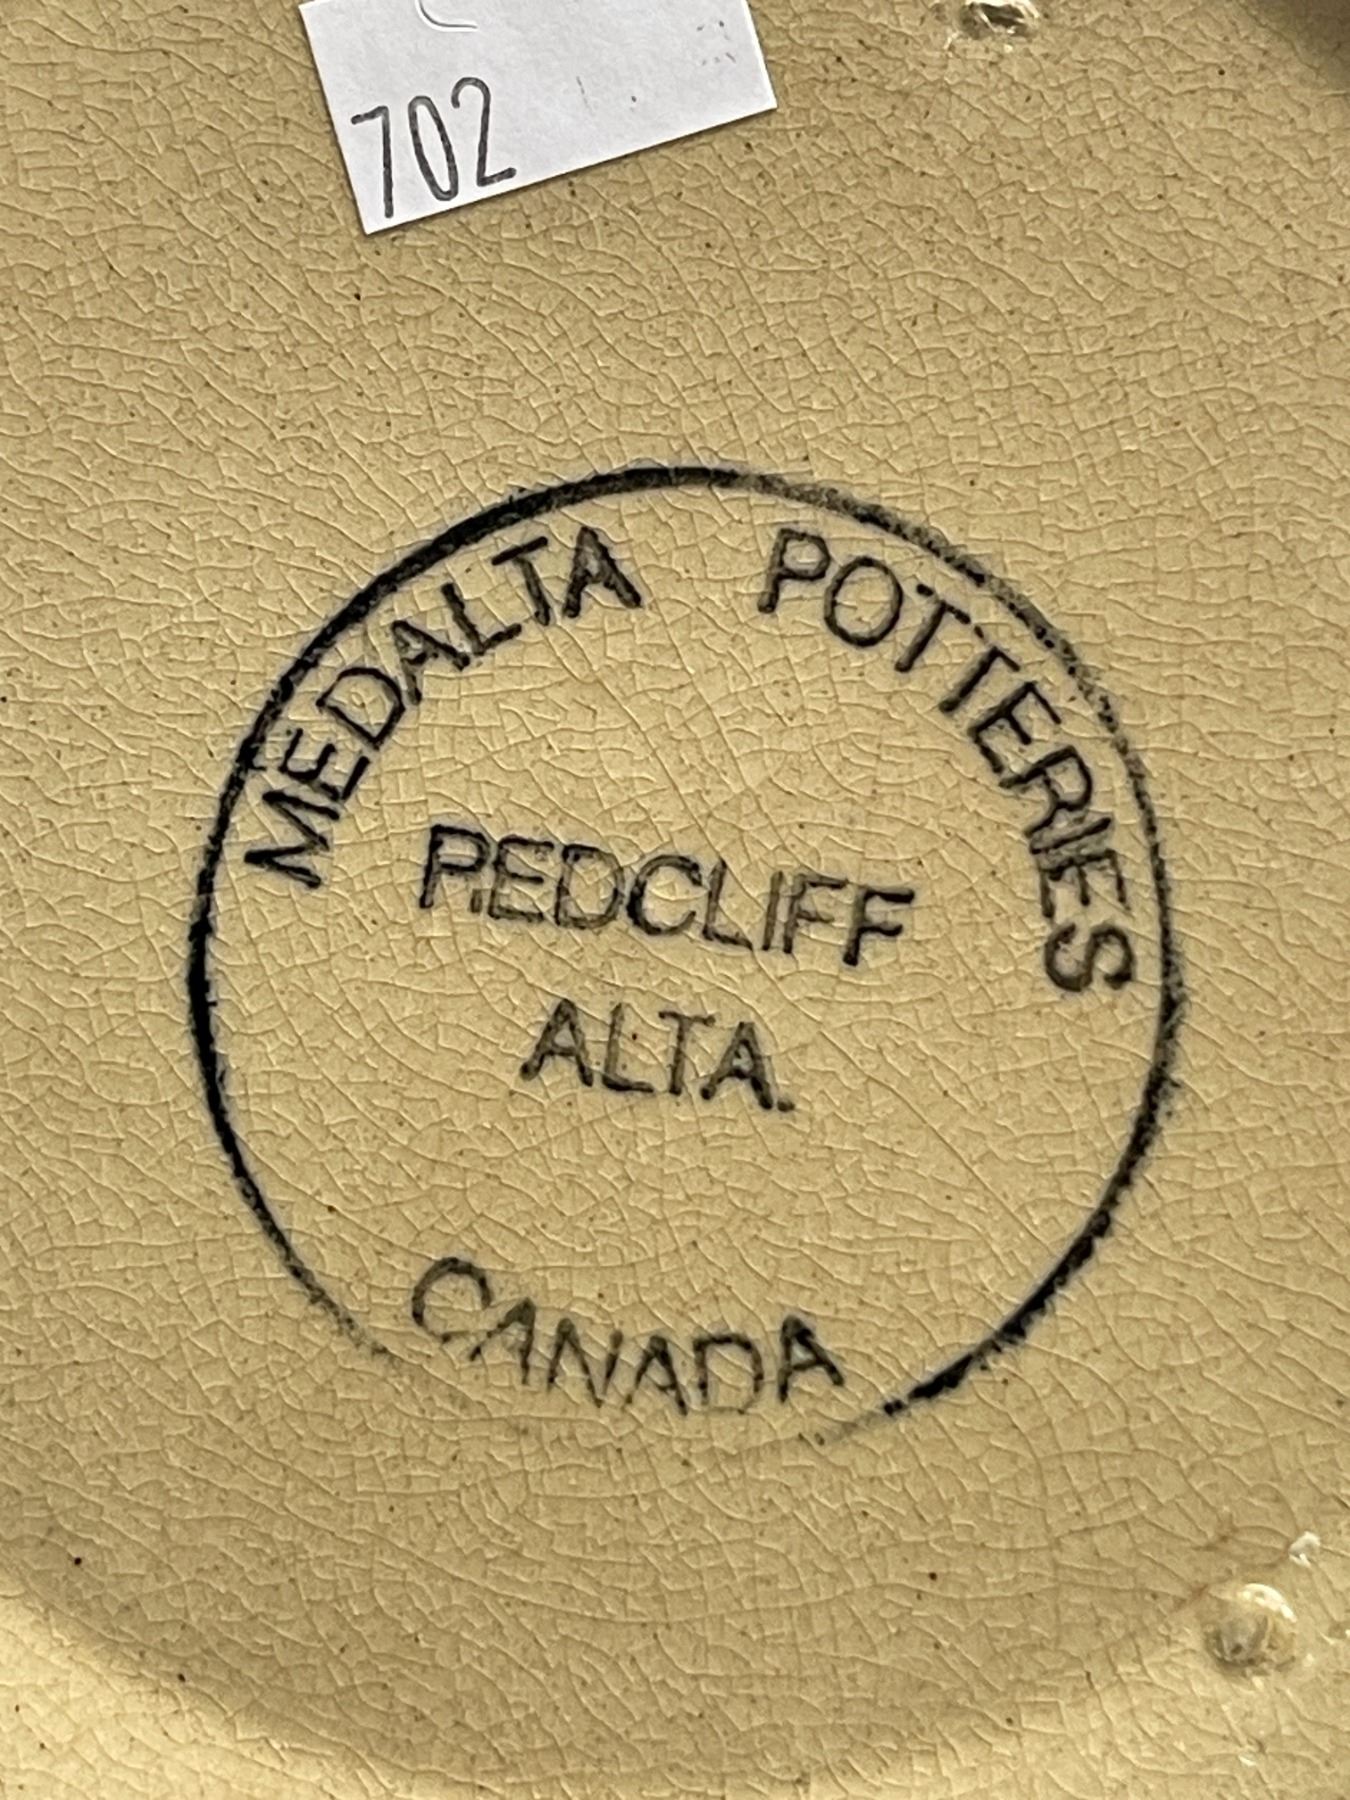 702
MEDALTA POTTERIES
REDCLIFF
ALTA.
CANADA